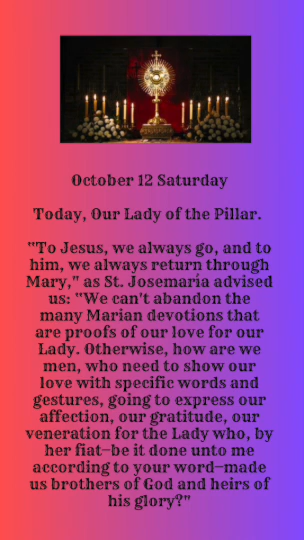 October 12 Saturday
Today, Our Lady of the Pillar.
"To Jesus, we always go, and to
him, we always return through
Mary," as St. Josemaría advised
us: "We can't abandon the
many Marian devotions that
are proofs of our love for our
Lady. Otherwise, how are we
men, who need to show our
love with specific words and
gestures, going to express our
affection, our gratitude, our
veneration for the Lady who, by
her fiat—be it done unto me
according to your word—made
us brothers of God and heirs of
his glory?"